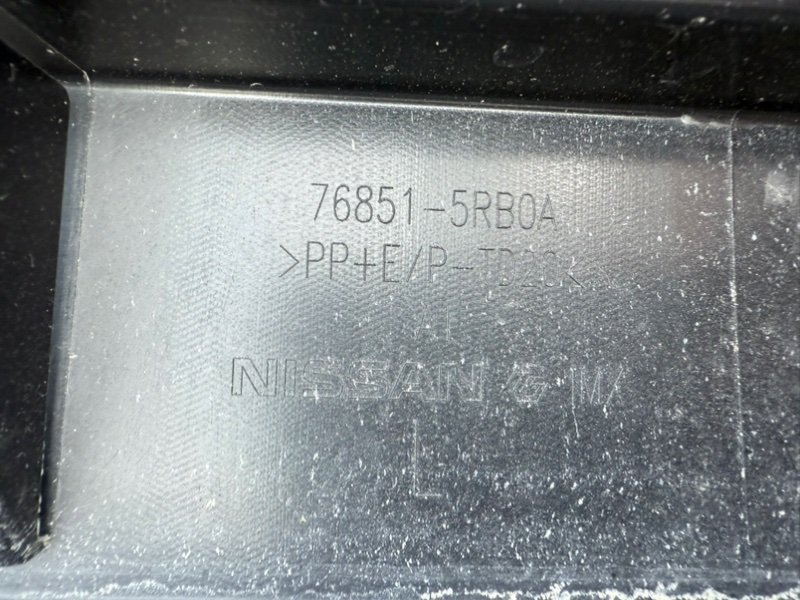 76851-5RB0A
>PP+E/P-TD20<
NISSAN
L